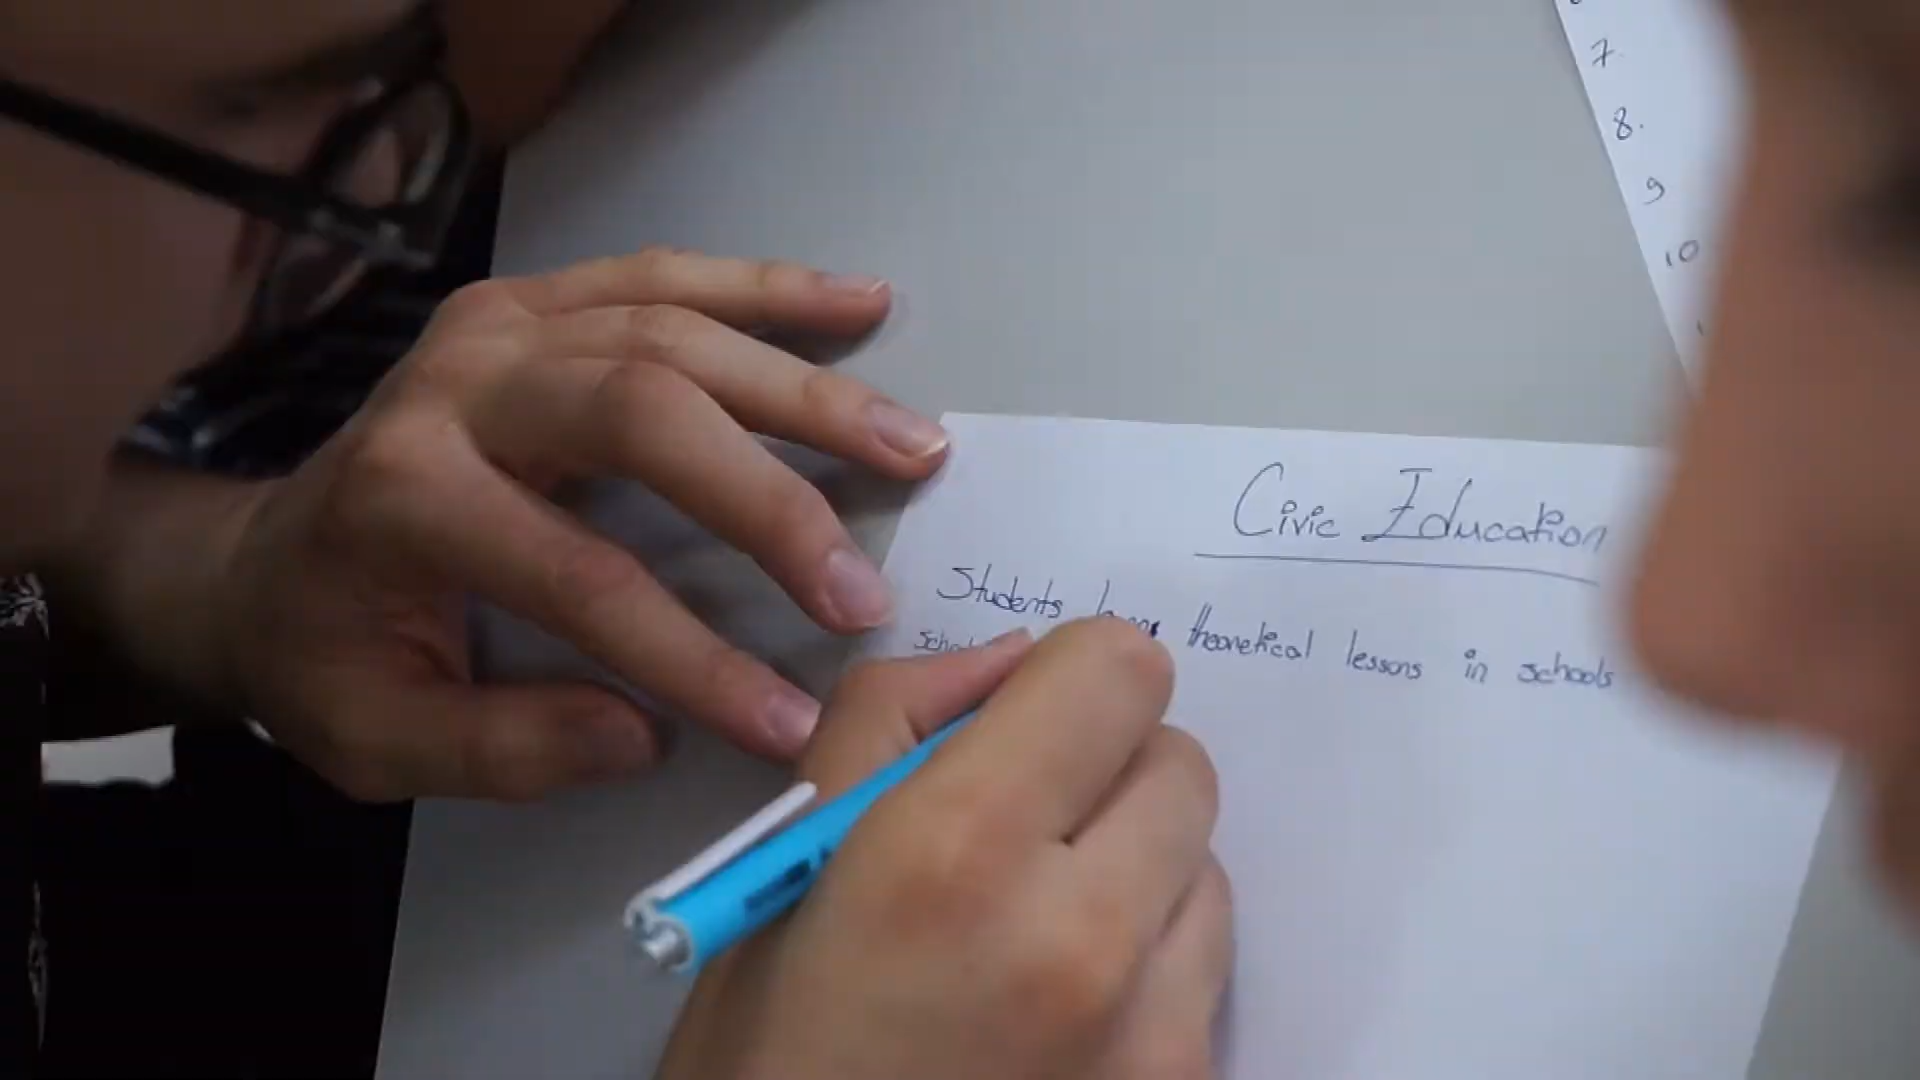 7.
8.
9
10
Civic Education
Students theoretical lessons in schools